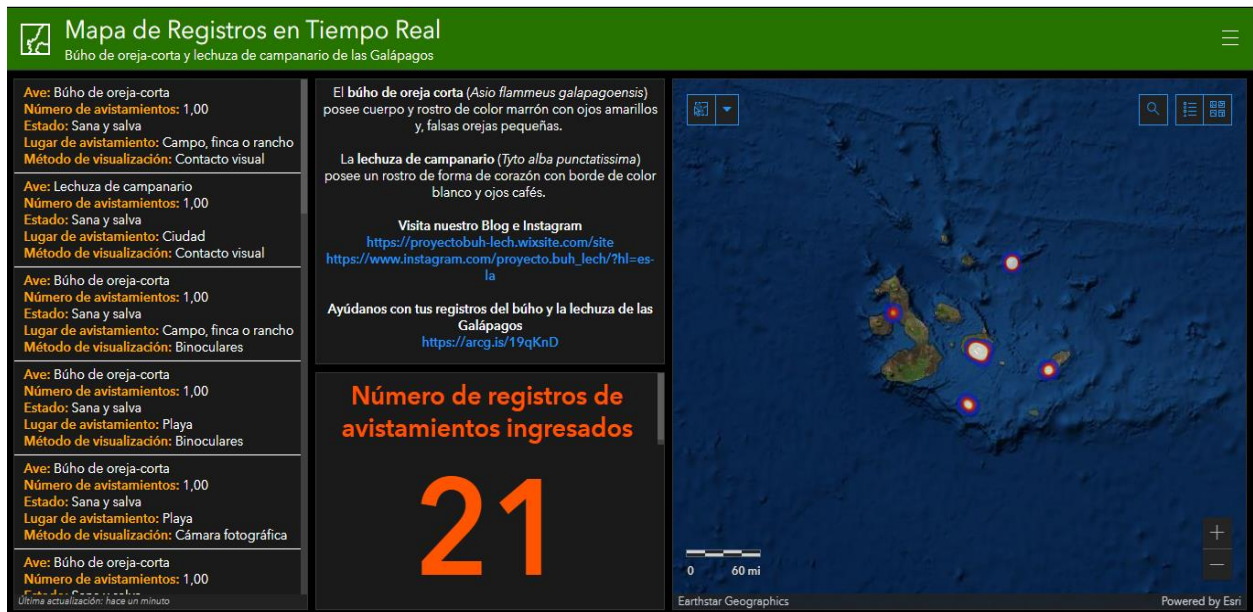 Mapa de Registros en Tiempo Real
Búho de oreja-corta y lechuza de campanario de las Galápagos
Ave: Búho de oreja-corta
Número de avistamientos: 1,00
Estado: Sana y salva
Lugar de avistamiento: Campo, finca o rancho
Método de visualización: Contacto visual
Ave: Lechuza de campanario
Número de avistamientos: 1,00
Estado: Sana y salva
Lugar de avistamiento: Ciudad
Método de visualización: Contacto visual
Ave: Búho de oreja-corta
Número de avistamientos: 1,00
Estado: Sana y salva
Lugar de avistamiento: Campo, finca o rancho
Método de visualización: Binoculares
Ave: Búho de oreja-corta
Número de avistamientos: 1,00
Estado: Sana y salva
Lugar de avistamiento: Playa
Método de visualización: Binoculares
Ave: Búho de oreja-corta
Número de avistamientos: 1,00
Estado: Sana y salva
Lugar de avistamiento: Playa
Método de visualización: Cámara fotográfica
Ave: Búho de oreja-corta
Número de avistamientos: 1,00
Última actualización: hace un minuto
El búho de oreja corta (Asio flammeus galapagoensis)
posee cuerpo y rostro de color marrón con ojos amarillos
y, falsas orejas pequeñas.
La lechuza de campanario (Tyto alba punctatissima)
posee un rostro de forma de corazón con borde de color
blanco y ojos cafés.
Visita nuestro Blog e Instagram
https://proyectobuh-lech.wixsite.com/site
https://www.instagram.com/proyecto.buh_lech/?hl=es-
la
Ayúdanos con tus registros del búho y la lechuza de las
Galápagos
https://arcg.is/19qKnD
Número de registros de
avistamientos ingresados
21
0 60 mi
Earthstar Geographics
Powered by Esri